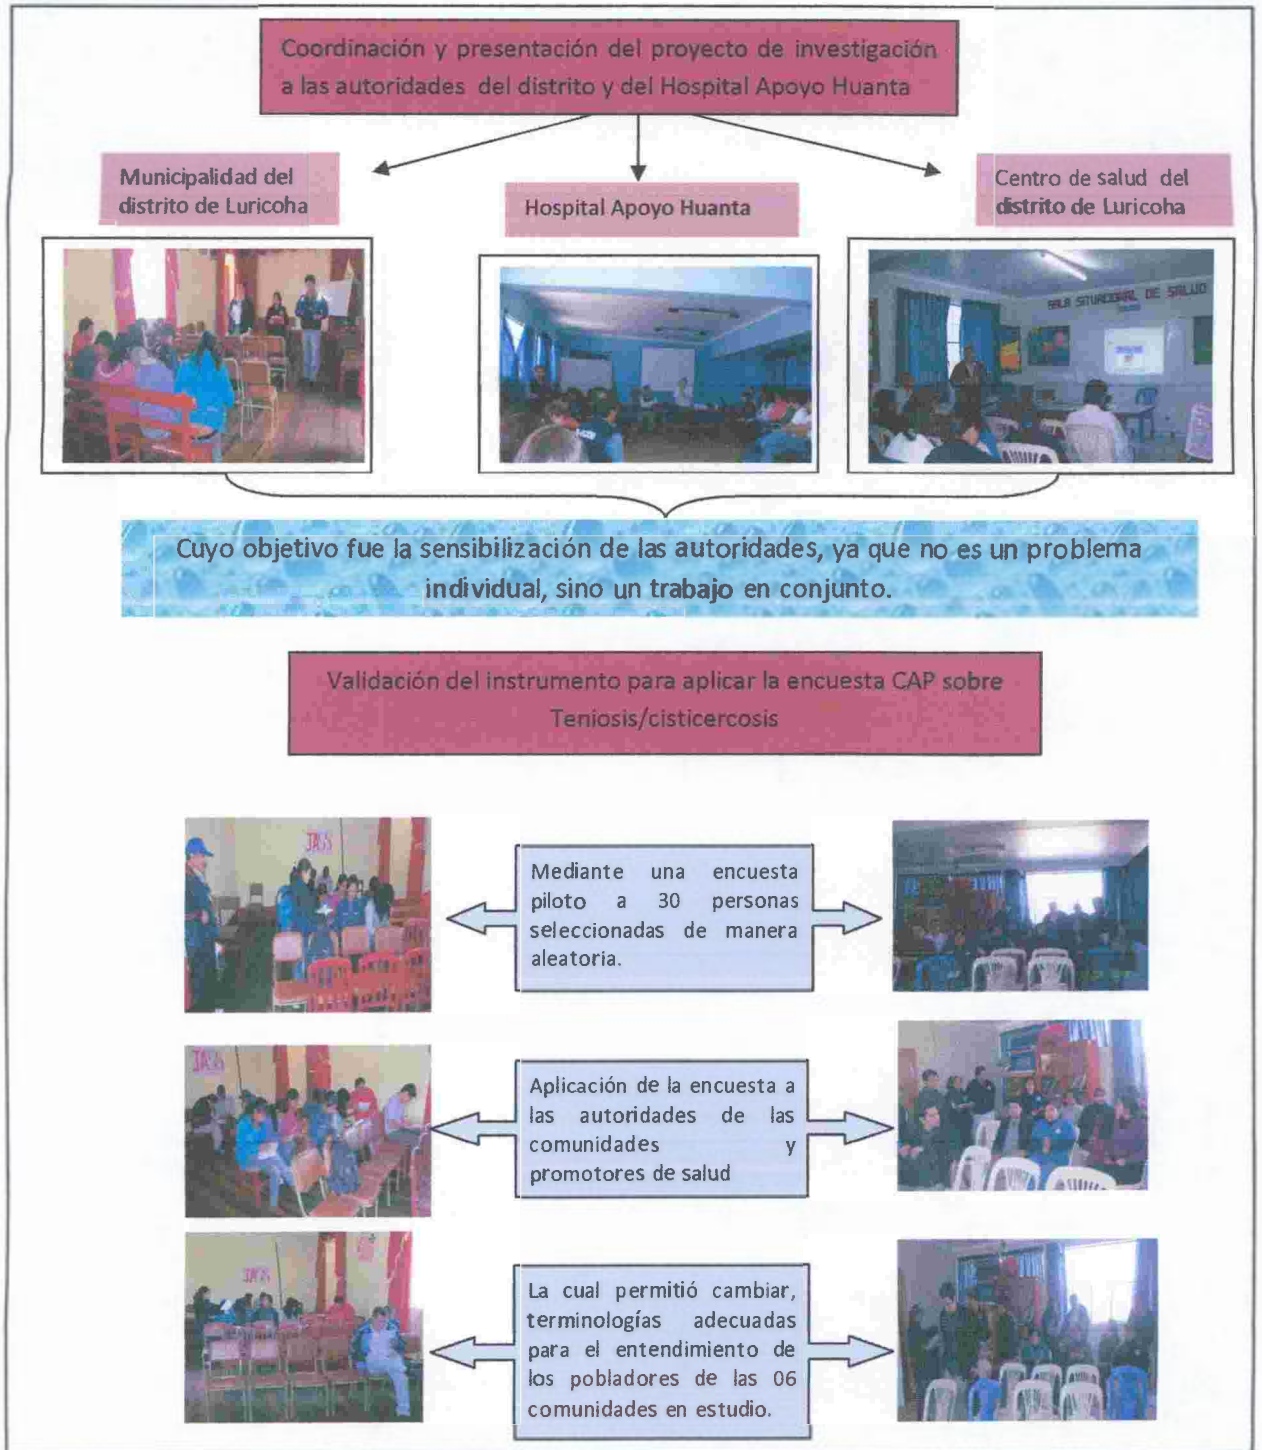 Coordinación y presentación del proyecto de investigación
a las autoridades del distrito y del Hospital Apoyo Huanta
Municipalidad del
distrito de Luricoha
Hospital Apoyo Huanta
Centro de salud del
distrito de Luricoha
SALA SITUACIONAL DE SALUD
Cuyo objetivo fue la sensibilización de las autoridades, ya que no es un problema
individual, sino un trabajo en conjunto.
Validación del instrumento para aplicar la encuesta CAP sobre
Teniosis/cisticercosis
JASS
Mediante una encuesta
piloto a 30 personas
seleccionadas de manera
aleatoria.
JASS
Aplicación de la encuesta a
las autoridades de las
comunidades y
promotores de salud
JASS
La cual permitió cambiar,
terminologías adecuadas
para el entendimiento de
los pobladores de las 06
comunidades en estudio.